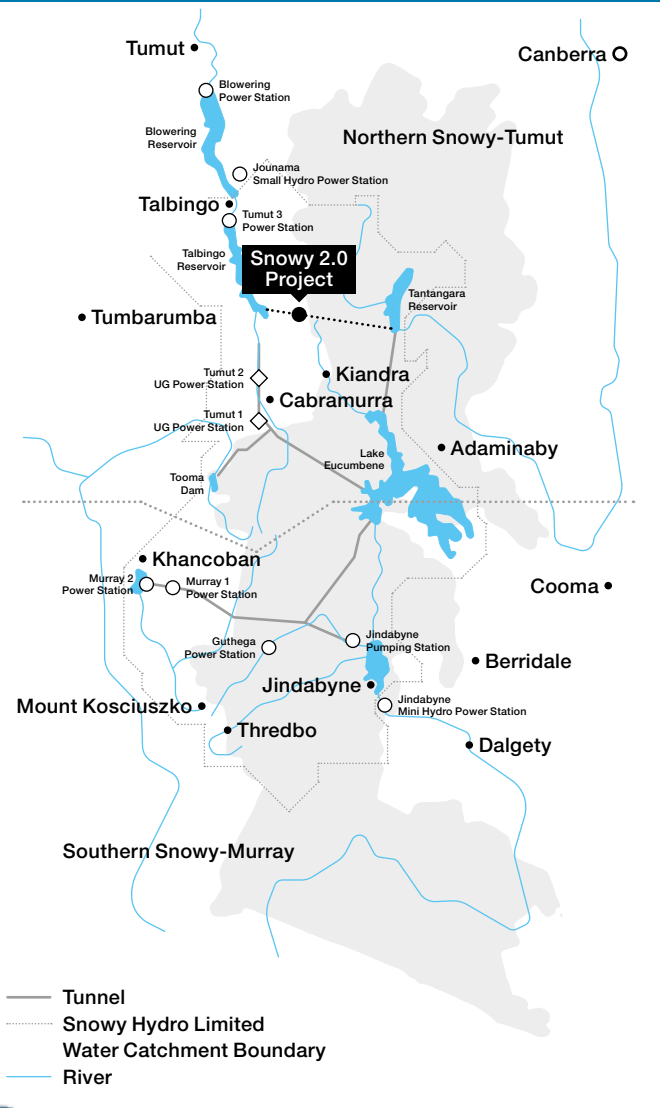 Tumut
Canberra
Blowering
Power Station
Blowering
Reservoir
Northern Snowy-Tumut
Jounama
Small Hydro Power Station
Talbingo
Tumut 3
Power Station
Talbingo
Reservoir
Snowy 2.0
Project
Tantangara
Reservoir
Tumbarumba
Tumut 2
UG Power Station
Kiandra
Cabramurra
Tumut 1
UG Power Station
Adaminaby
Lake
Eucumbene
Tooma
Dam
Khancoban
Murray 2
Power Station
Murray 1
Power Station
Cooma
Guthega
Power Station
Jindabyne
Pumping Station
Berridale
Jindabyne
Mount Kosciuszko
Jindabyne
Mini Hydro Power Station
Thredbo
Dalgety
Southern Snowy-Murray
Tunnel
Snowy Hydro Limited
Water Catchment Boundary
River